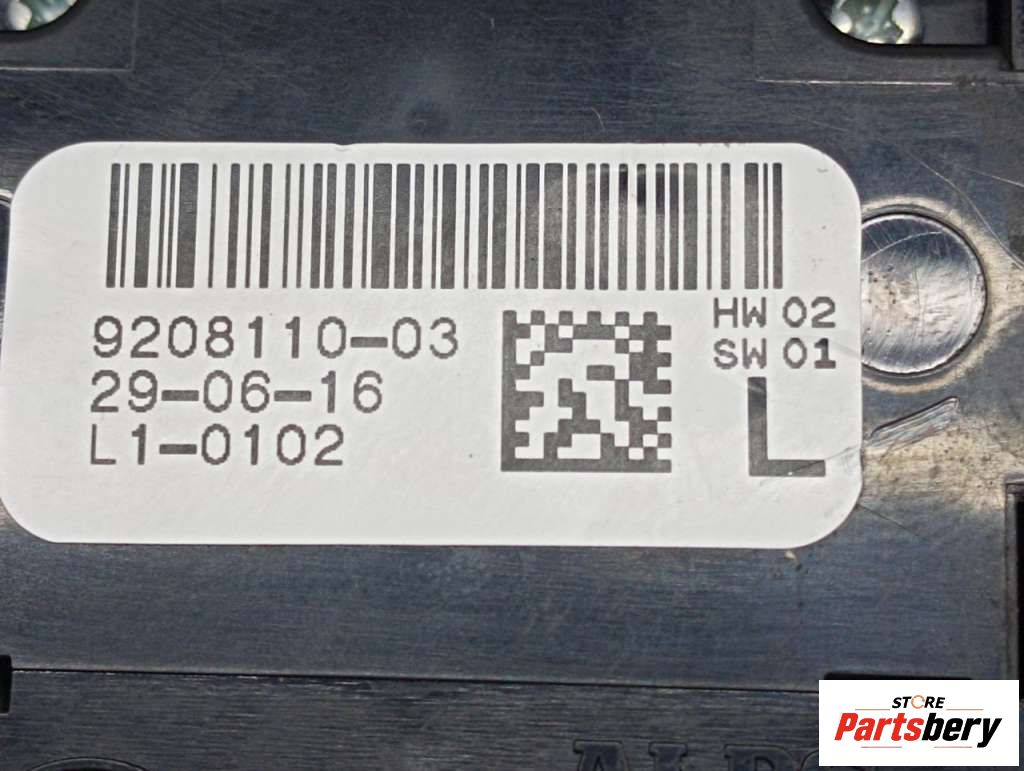 9208110-03
29-06-16
L1-0102
HW 02
SW 01
L
STORE
Partsbery